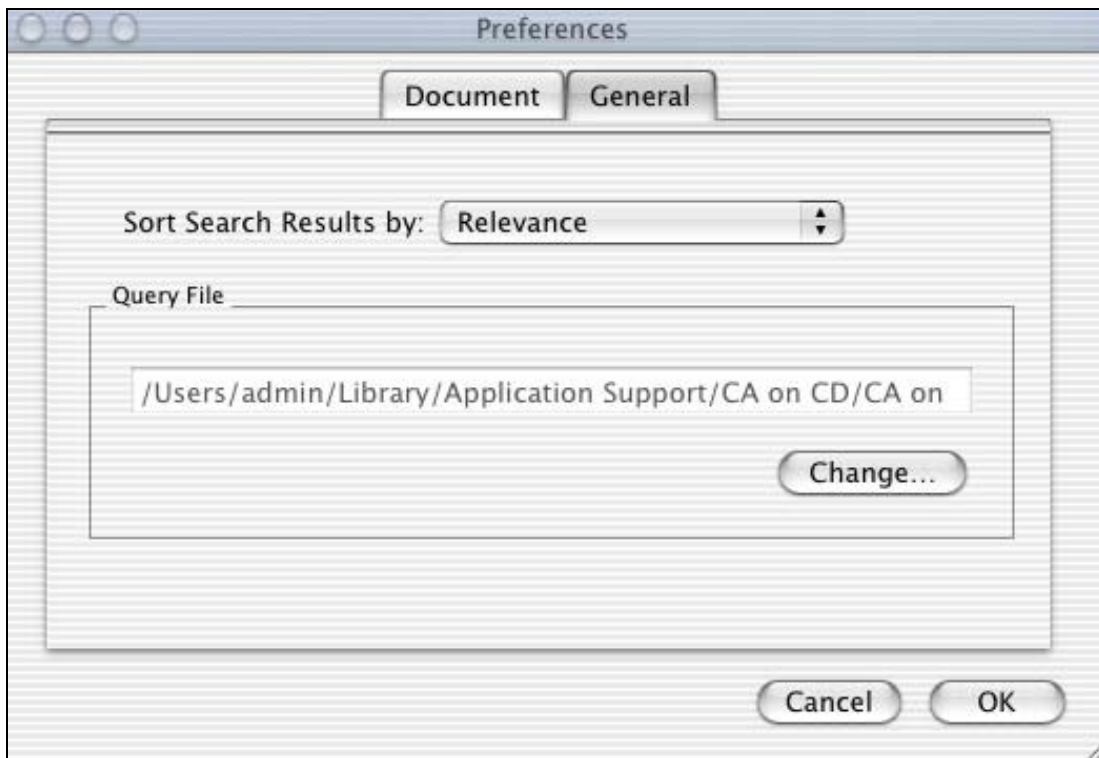 Preferences
Document General
Sort Search Results by: Relevance
Query File
/Users/admin/Library/Application Support/CA on CD/CA on
Change...
Cancel OK